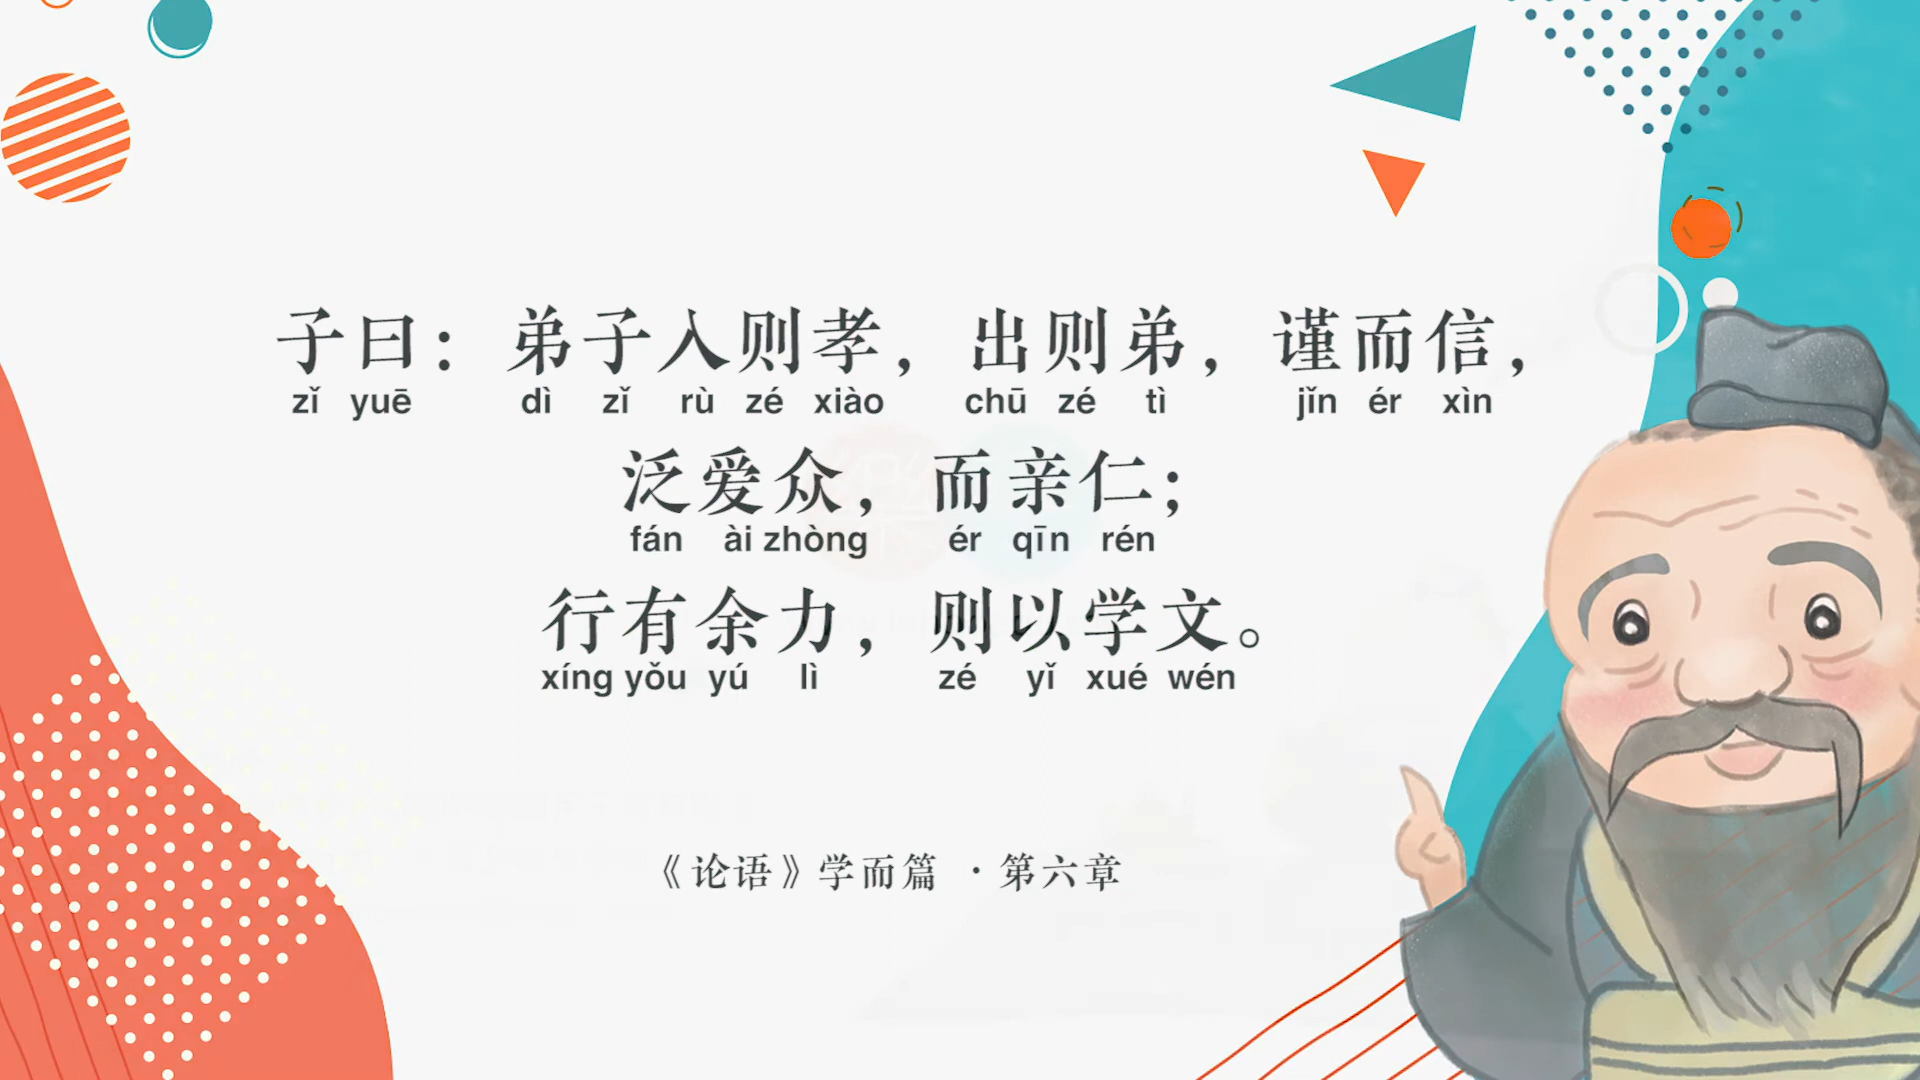 子曰：弟子入则孝，出则弟，谨而信，
zǐ yuē dì zǐ rù zé xiào chū zé tì jǐn ér xìn
泛爱众，而亲仁；
fán ài zhòng ér qīn rén
行有余力，则以学文。
xíng yǒu yú lì zé yǐ xué wén
《论语》学而篇 · 第六章